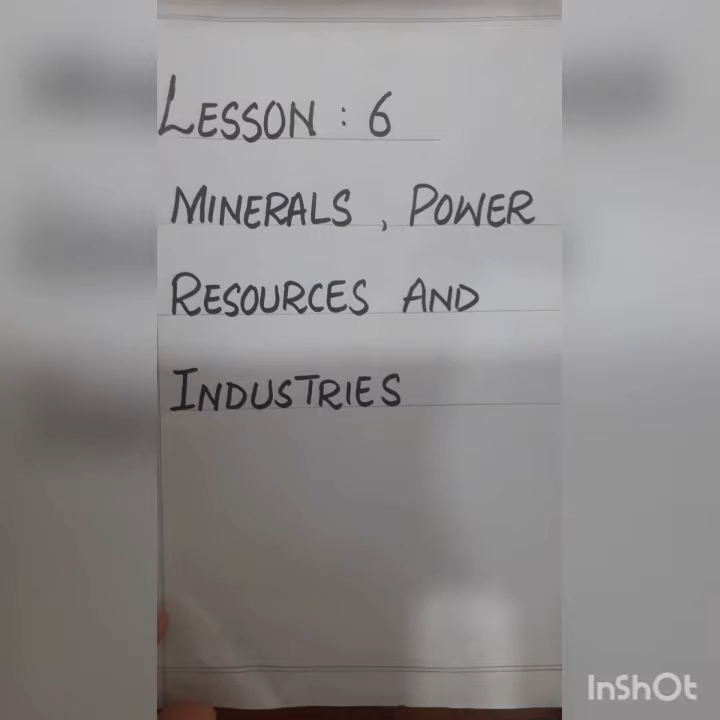 LESSON : 6
MINERALS , POWER
RESOURCES AND
INDUSTRIES
InShOt